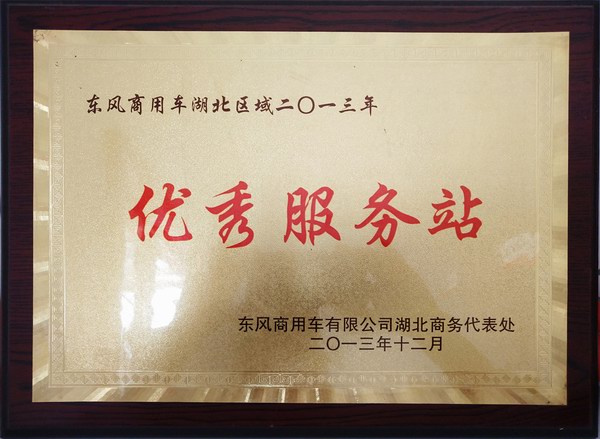 东风商用车湖北区域二〇一三年
优秀服务站
东风商用车有限公司湖北商务代表处
二〇一三年十二月